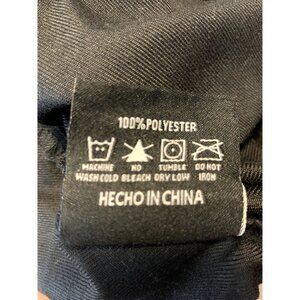 100% POLYESTER
MACHINE NO TUMBLE DO NOT
WASH COLD BLEACH DRY LOW IRON
HECHO IN CHINA